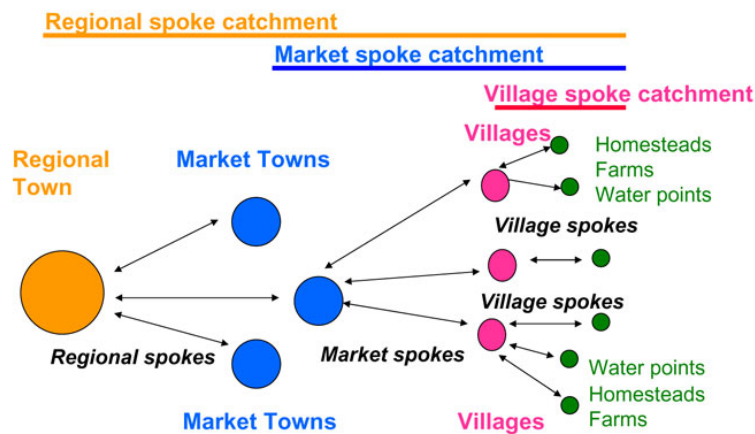 Regional spoke catchment
Market spoke catchment
Village spoke catchment
Villages
Regional
Town
Market Towns
Homesteads
Farms
Water points
Village spokes
Village spokes
Regional spokes
Market spokes
Water points
Homesteads
Farms
Market Towns
Villages